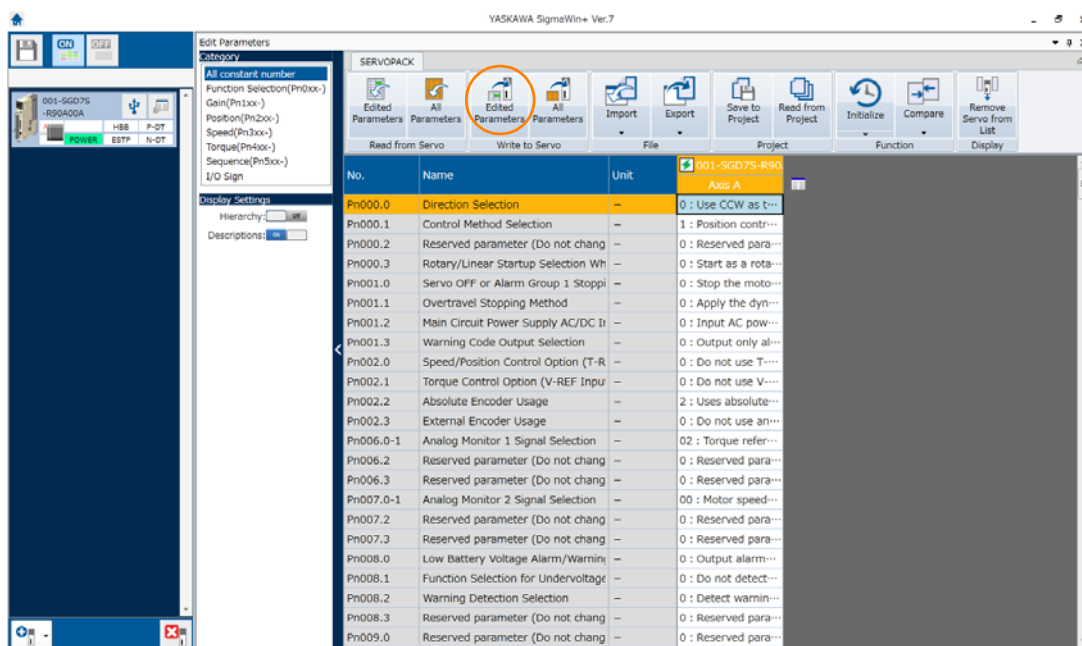 YASKAWA SigmaWin+ Ver.7
ON
OFF
001-SGD7S
-R90A00A
HBB P-OT
POWER ESTP N-OT
Edit Parameters
Category
All constant number
Function Selection(Pn0xx-)
Gain(Pn1xx-)
Position(Pn2xx-)
Speed(Pn3xx-)
Torque(Pn4xx-)
Sequence(Pn5xx-)
I/O Sign
Display Settings
Hierarchy: Off
Descriptions: ON
SERVOPACK
Edited Parameters
All Parameters
Read from Servo
Edited Parameters
All Parameters
Write to Servo
Import
Export
File
Save to Project
Read from Project
Project
Initialize
Compare
Function
Remove Servo from List
Display
No. Name Unit 001-SGD7S-R90
Axis A
Pn000.0 Direction Selection – 0 : Use CCW as t···
Pn000.1 Control Method Selection – 1 : Position contr···
Pn000.2 Reserved parameter (Do not chang – 0 : Reserved para···
Pn000.3 Rotary/Linear Startup Selection Wh – 0 : Start as a rota···
Pn001.0 Servo OFF or Alarm Group 1 Stoppi – 0 : Stop the moto···
Pn001.1 Overtravel Stopping Method – 0 : Apply the dyn···
Pn001.2 Main Circuit Power Supply AC/DC I – 0 : Input AC pow···
Pn001.3 Warning Code Output Selection – 0 : Output only al···
Pn002.0 Speed/Position Control Option (T-R – 0 : Do not use T-···
Pn002.1 Torque Control Option (V-REF Inpu – 0 : Do not use V-···
Pn002.2 Absolute Encoder Usage – 2 : Uses absolute···
Pn002.3 External Encoder Usage – 0 : Do not use an···
Pn006.0-1 Analog Monitor 1 Signal Selection – 02 : Torque refer···
Pn006.2 Reserved parameter (Do not chang – 0 : Reserved para···
Pn006.3 Reserved parameter (Do not chang – 0 : Reserved para···
Pn007.0-1 Analog Monitor 2 Signal Selection – 00 : Motor speed···
Pn007.2 Reserved parameter (Do not chang – 0 : Reserved para···
Pn007.3 Reserved parameter (Do not chang – 0 : Reserved para···
Pn008.0 Low Battery Voltage Alarm/Warning – 0 : Output alarm···
Pn008.1 Function Selection for Undervoltage – 0 : Do not detect···
Pn008.2 Warning Detection Selection – 0 : Detect warnin···
Pn008.3 Reserved parameter (Do not chang – 0 : Reserved para···
Pn009.0 Reserved parameter (Do not chang – 0 : Reserved para···